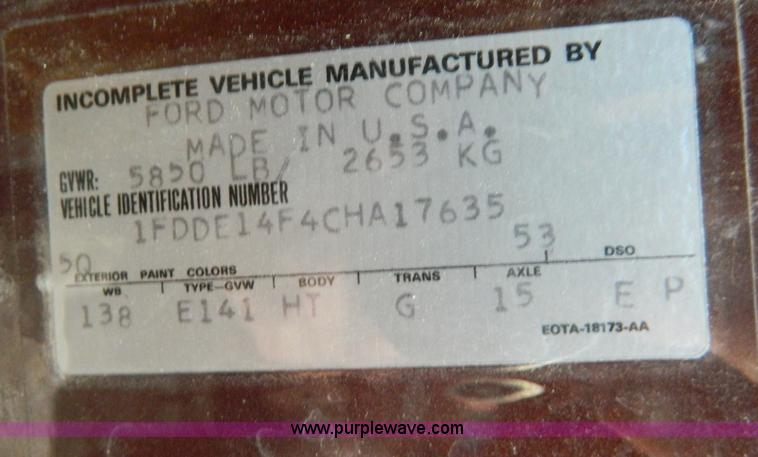 INCOMPLETE VEHICLE MANUFACTURED BY
FORD MOTOR COMPANY
MADE IN U.S.A.
GVWR: 5850 LB/ 2653 KG
VEHICLE IDENTIFICATION NUMBER
1FDDE14F4CHA17635
53
5Q
EXTERIOR PAINT COLORS DSO
WB TYPE-GVW BODY TRANS AXLE
138 E141 HT G 15 E P
EOTA-18173-AA
www.purplewave.com